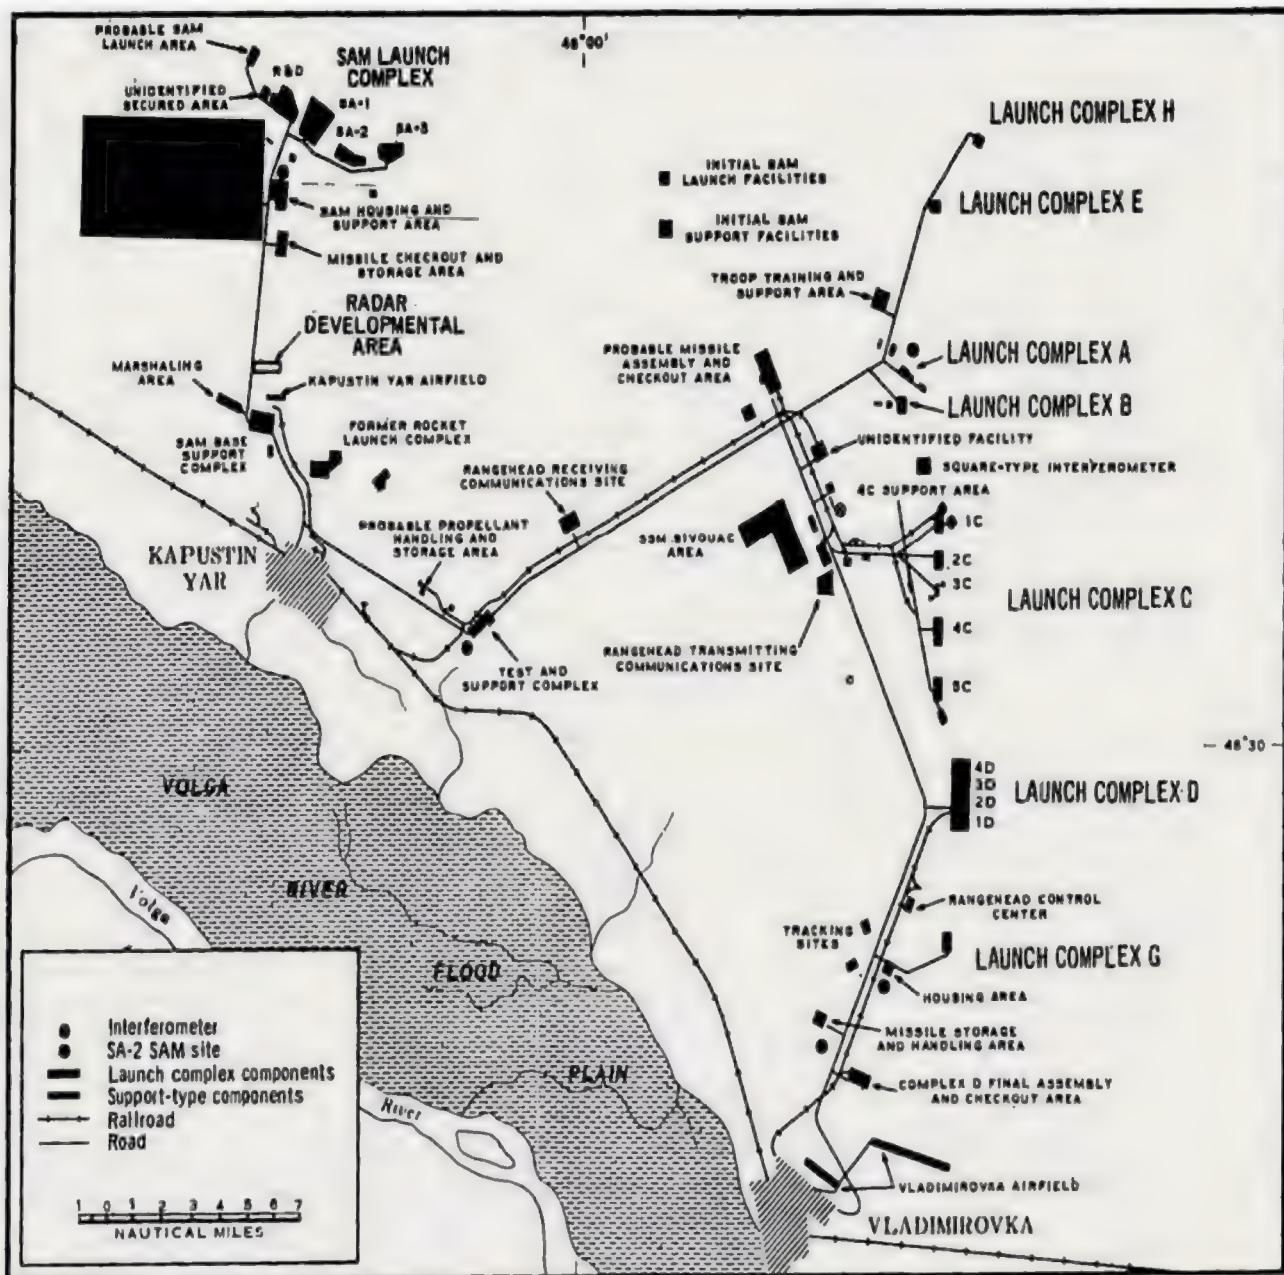 PROBABLE SAM
LAUNCH AREA
R&D
UNIDENTIFIED
SECURED AREA
SAM LAUNCH
COMPLEX
SA-1
SA-2
SA-3
SAM HOUSING AND
SUPPORT AREA
MISSILE CHECKOUT AND
STORAGE AREA
RADAR
DEVELOPMENTAL
AREA
MARSHALING
AREA
KAPUSTIN YAR AIRFIELD
SAM BASE
SUPPORT
COMPLEX
FORMER ROCKET
LAUNCH COMPLEX
KAPUSTIN
YAR
PROBABLE PROPELLANT
HANDLING AND
STORAGE AREA
RANGEHEAD RECEIVING
COMMUNICATIONS SITE
TEST AND
SUPPORT COMPLEX
48°00'
INITIAL SAM
LAUNCH FACILITIES
INITIAL SAM
SUPPORT FACILITIES
TROOP TRAINING AND
SUPPORT AREA
PROBABLE MISSILE
ASSEMBLY AND
CHECKOUT AREA
LAUNCH COMPLEX H
LAUNCH COMPLEX E
LAUNCH COMPLEX A
LAUNCH COMPLEX B
UNIDENTIFIED FACILITY
SQUARE-TYPE INTERFEROMETER
4C SUPPORT AREA
1C
2C
3C
4C
5C
LAUNCH COMPLEX C
SSM BIVOUAC
AREA
RANGEHEAD TRANSMITTING
COMMUNICATIONS SITE
48°30
4D
3D
2D
1D
LAUNCH COMPLEX D
RANGEHEAD CONTROL
CENTER
TRACKING
SITES
LAUNCH COMPLEX G
HOUSING AREA
MISSILE STORAGE
AND HANDLING AREA
COMPLEX D FINAL ASSEMBLY
AND CHECKOUT AREA
VLADIMIROVKA AIRFIELD
VLADIMIROVKA
VOLGA
RIVER
FLOOD
PLAIN
Volga
River
Interferometer
SA-2 SAM site
Launch complex components
Support-type components
Railroad
Road
1 0 1 2 3 4 5 6 7
NAUTICAL MILES